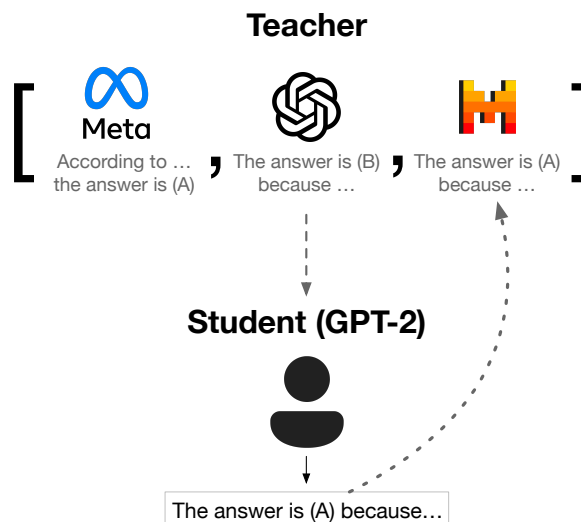 Teacher
[ Meta , , ]
According to … The answer is (B) The answer is (A)
the answer is (A) because … because …
Student (GPT-2)
The answer is (A) because…